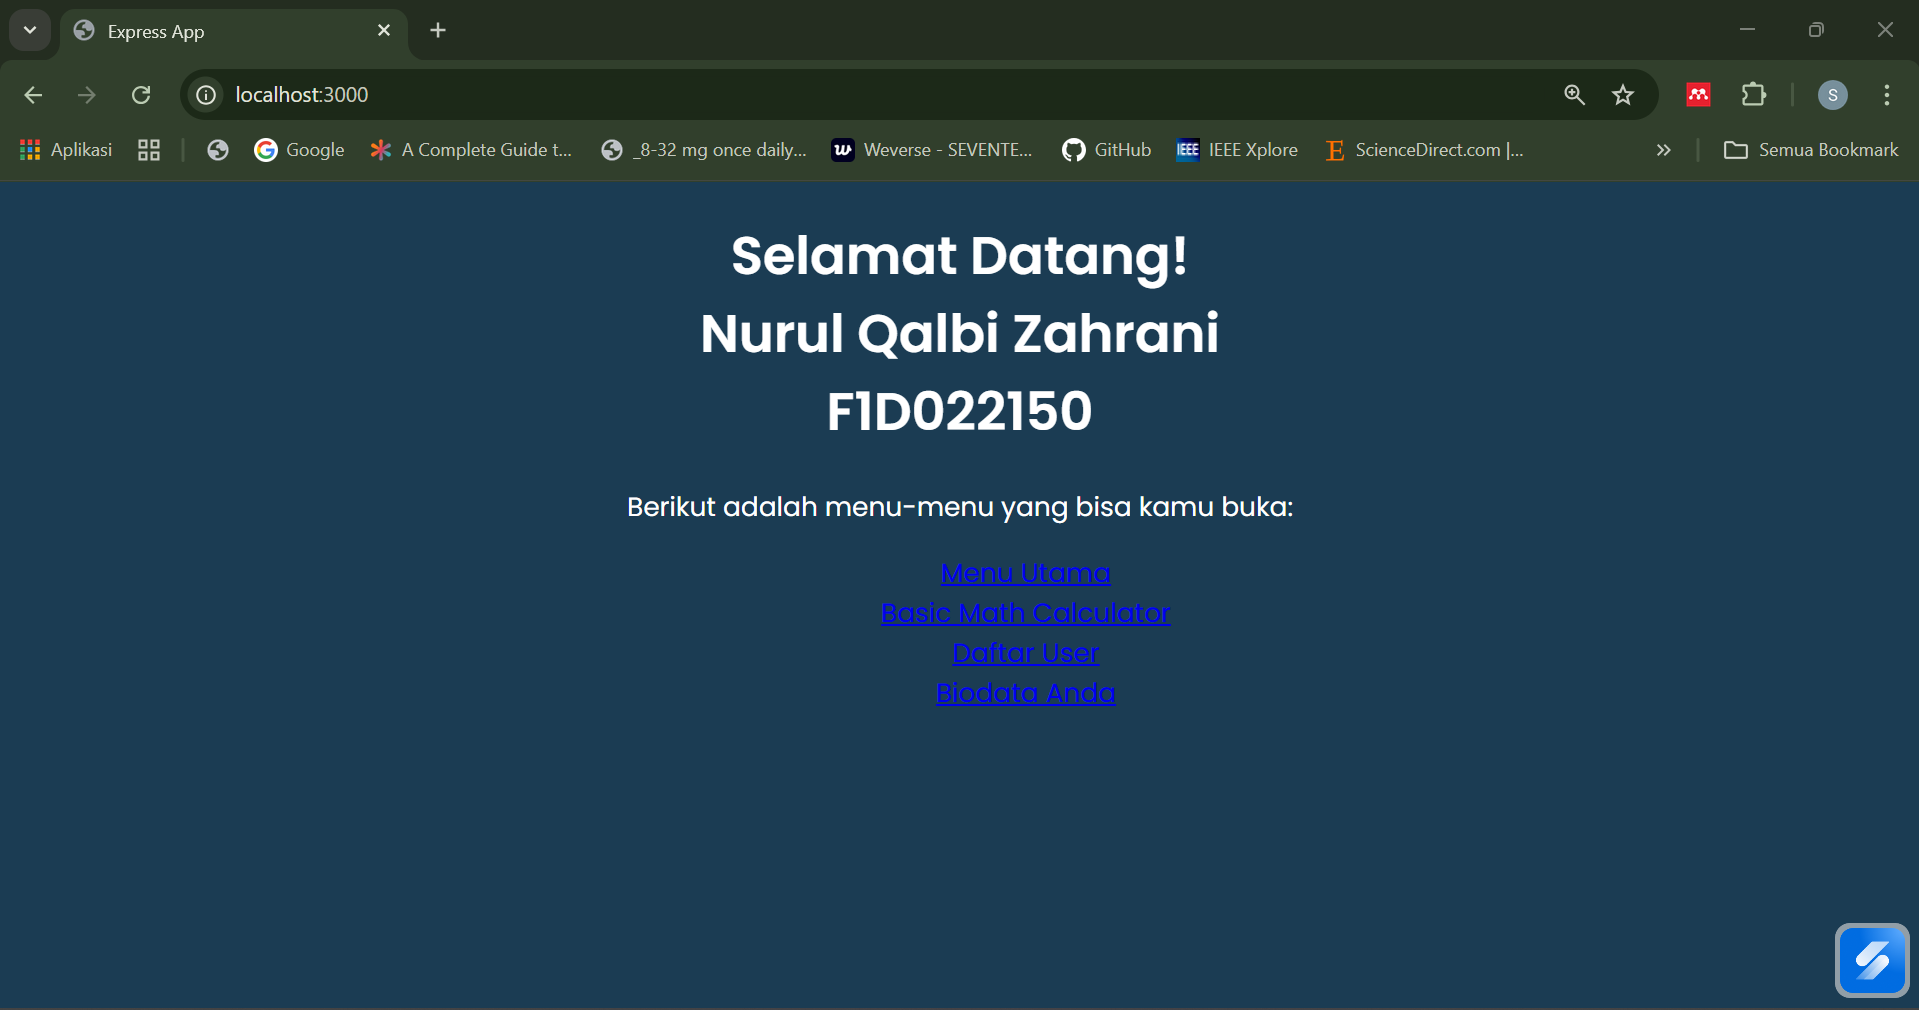 Express App
localhost:3000
S
Aplikasi
Google
A Complete Guide t...
_8-32 mg once daily...
W Weverse - SEVENTE...
GitHub
IEEE IEEE Xplore
E ScienceDirect.com |...
Semua Bookmark
Selamat Datang!
Nurul Qalbi Zahrani
F1D022150
Berikut adalah menu-menu yang bisa kamu buka:
Menu Utama
Basic Math Calculator
Daftar User
Biodata Anda